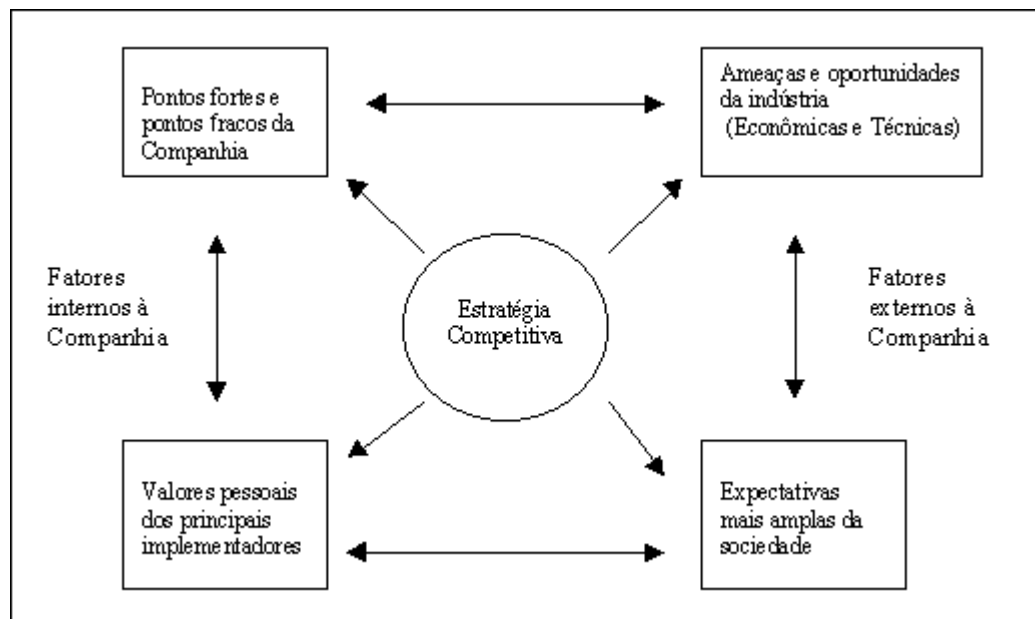 Pontos fortes e
pontos fracos da
Companhia
Ameaças e oportunidades
da indústria
(Econômicas e Técnicas)
Fatores
internos à
Companhia
Estratégia
Competitiva
Fatores
externos à
Companhia
Valores pessoais
dos principais
implementadores
Expectativas
mais amplas da
sociedade